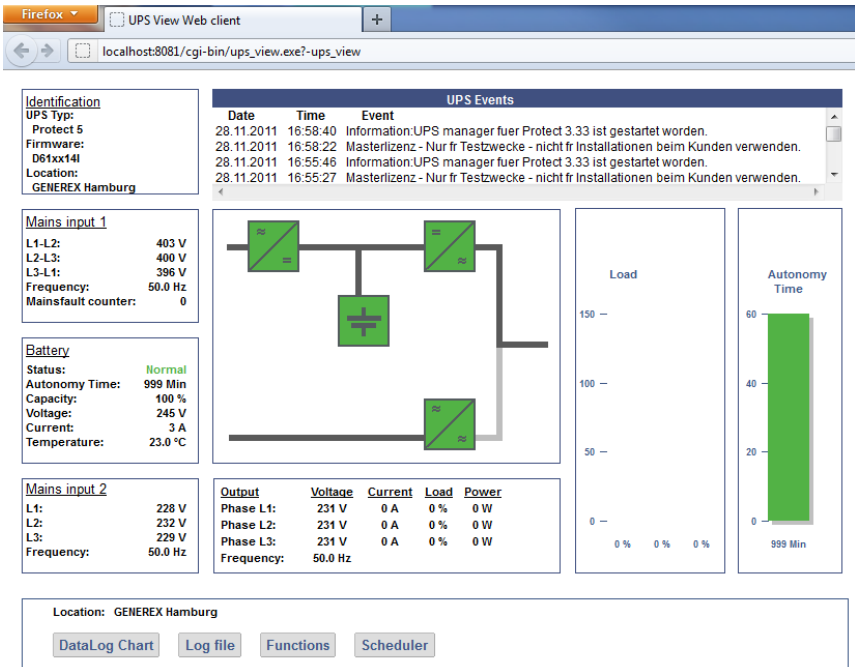 Firefox
UPS View Web client
+
localhost:8081/cgi-bin/ups_view.exe?-ups_view
Identification
UPS Typ:
Protect 5
Firmware:
D61xx14l
Location:
GENEREX Hamburg
UPS Events
Date Time Event
28.11.2011 16:58:40 Information:UPS manager fuer Protect 3.33 ist gestartet worden.
28.11.2011 16:58:22 Masterlizenz - Nur fr Testzwecke - nicht fr Installationen beim Kunden verwenden.
28.11.2011 16:55:46 Information:UPS manager fuer Protect 3.33 ist gestartet worden.
28.11.2011 16:55:27 Masterlizenz - Nur fr Testzwecke - nicht fr Installationen beim Kunden verwenden.
Mains input 1
L1-L2: 403 V
L2-L3: 400 V
L3-L1: 396 V
Frequency: 50.0 Hz
Mainsfault counter: 0
Battery
Status: Normal
Autonomy Time: 999 Min
Capacity: 100 %
Voltage: 245 V
Current: 3 A
Temperature: 23.0 °C
Mains input 2
L1: 228 V
L2: 232 V
L3: 229 V
Frequency: 50.0 Hz
≈ =
= ≈
≈ ≈
Output Voltage Current Load Power
Phase L1: 231 V 0 A 0 % 0 W
Phase L2: 231 V 0 A 0 % 0 W
Phase L3: 231 V 0 A 0 % 0 W
Frequency: 50.0 Hz
Load
150
100
50
0
0 % 0 % 0 %
Autonomy
Time
60
40
20
0
999 Min
Location: GENEREX Hamburg
DataLog Chart Log file Functions Scheduler